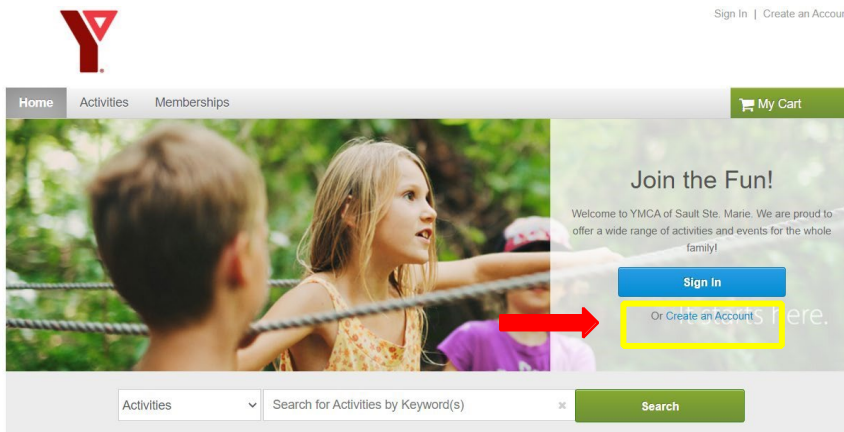 Sign In | Create an Accoun
Home Activities Memberships My Cart
Join the Fun!
Welcome to YMCA of Sault Ste. Marie. We are proud to
offer a wide range of activities and events for the whole
family!
Sign In
Or Create an Account
It starts here.
Activities Search for Activities by Keyword(s) × Search